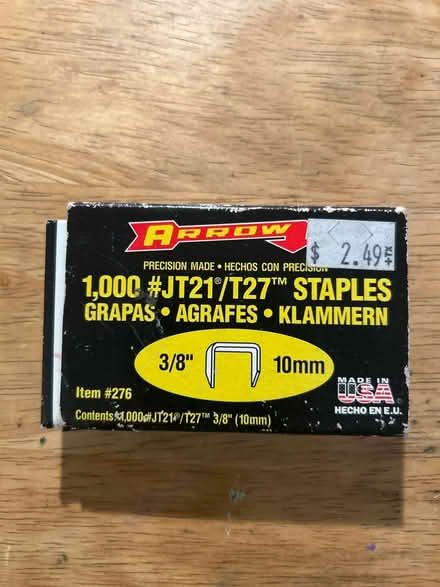 ARROW
$ 2.49 +TX
PRECISION MADE • HECHOS CON PRECISION
1,000 #JT21®/T27™ STAPLES
GRAPAS • AGRAFES • KLAMMERN
3/8" 10mm
MADE IN
USA
HECHO EN E.U.
Item #276
Contents: 1,000 #JT21®/T27™ 3/8" (10mm)